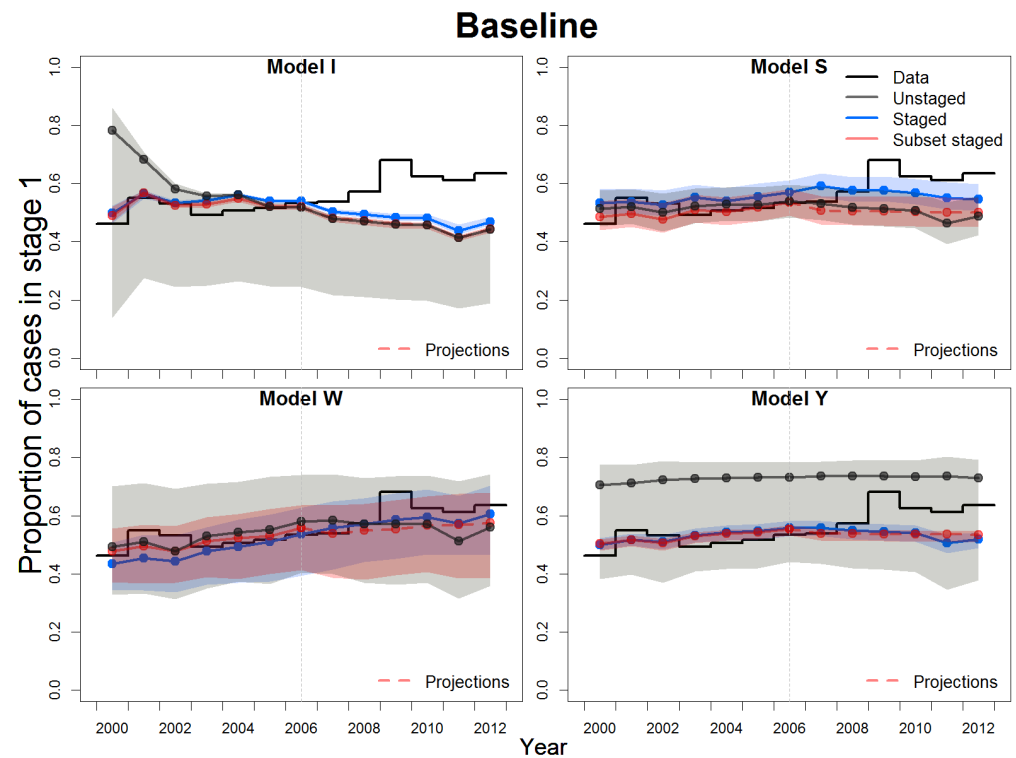 Baseline
Proportion of cases in stage 1
Model I
1.0
0.8
0.6
0.4
0.2
0.0
Projections
Model S
Data
Unstaged
Staged
Subset staged
1.0
0.8
0.6
0.4
0.2
0.0
Projections
Model W
1.0
0.8
0.6
0.4
0.2
0.0
Projections
2000 2002 2004 2006 2008 2010 2012
Model Y
1.0
0.8
0.6
0.4
0.2
0.0
Projections
2000 2002 2004 2006 2008 2010 2012
Year